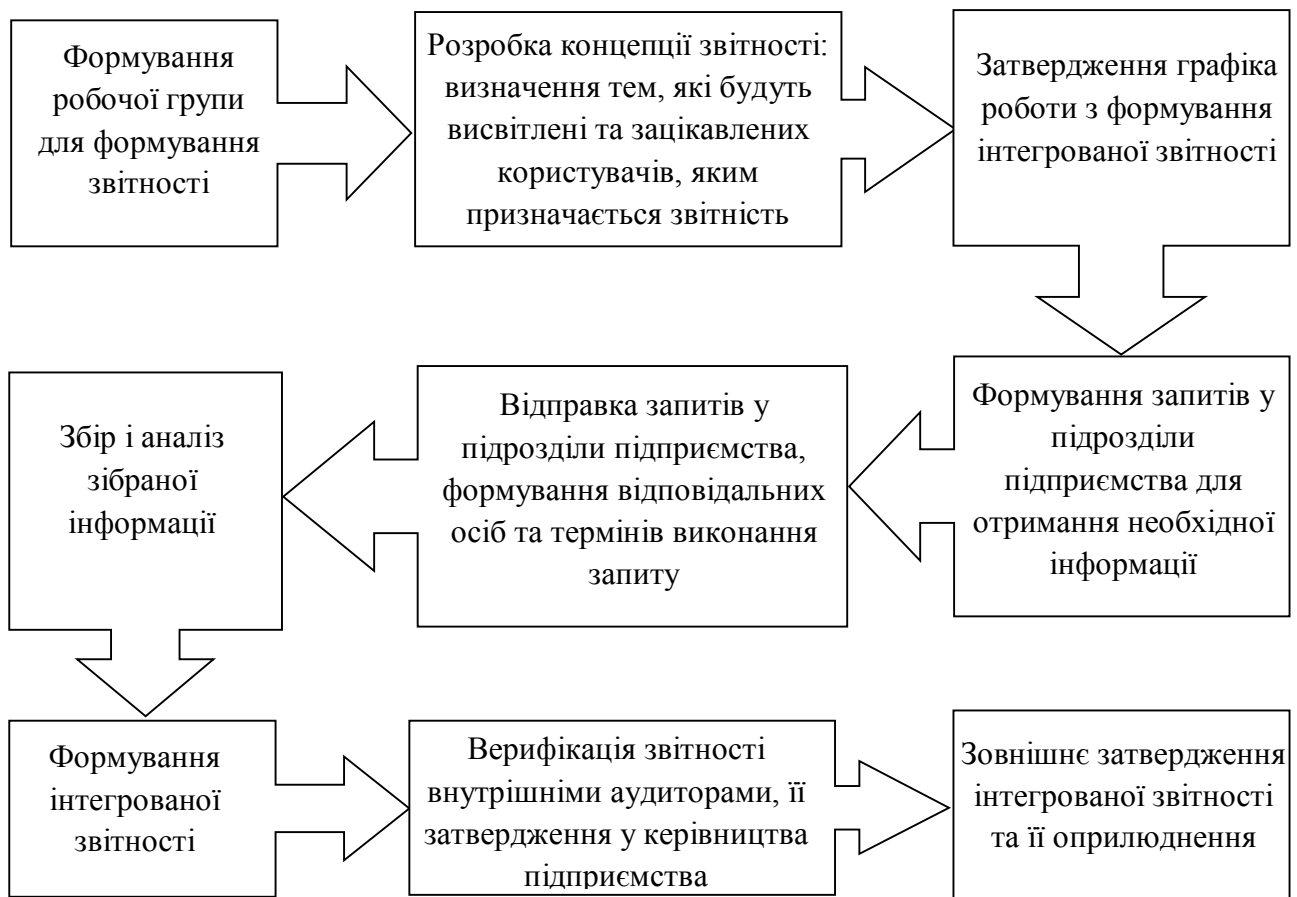 Формування
робочої групи
для формування
звітності
Розробка концепції звітності:
визначення тем, які будуть
висвітлені та зацікавлених
користувачів, яким
призначається звітність
Затвердження графіка
роботи з формування
інтегрованої звітності
Формування запитів у
підрозділи
підприємства для
отримання необхідної
інформації
Відправка запитів у
підрозділи підприємства,
формування відповідальних
осіб та термінів виконання
запиту
Збір і аналіз
зібраної
інформації
Формування
інтегрованої
звітності
Верифікація звітності
внутрішніми аудиторами, її
затвердження у керівництва
підприємства
Зовнішнє затвердження
інтегрованої звітності
та її оприлюднення